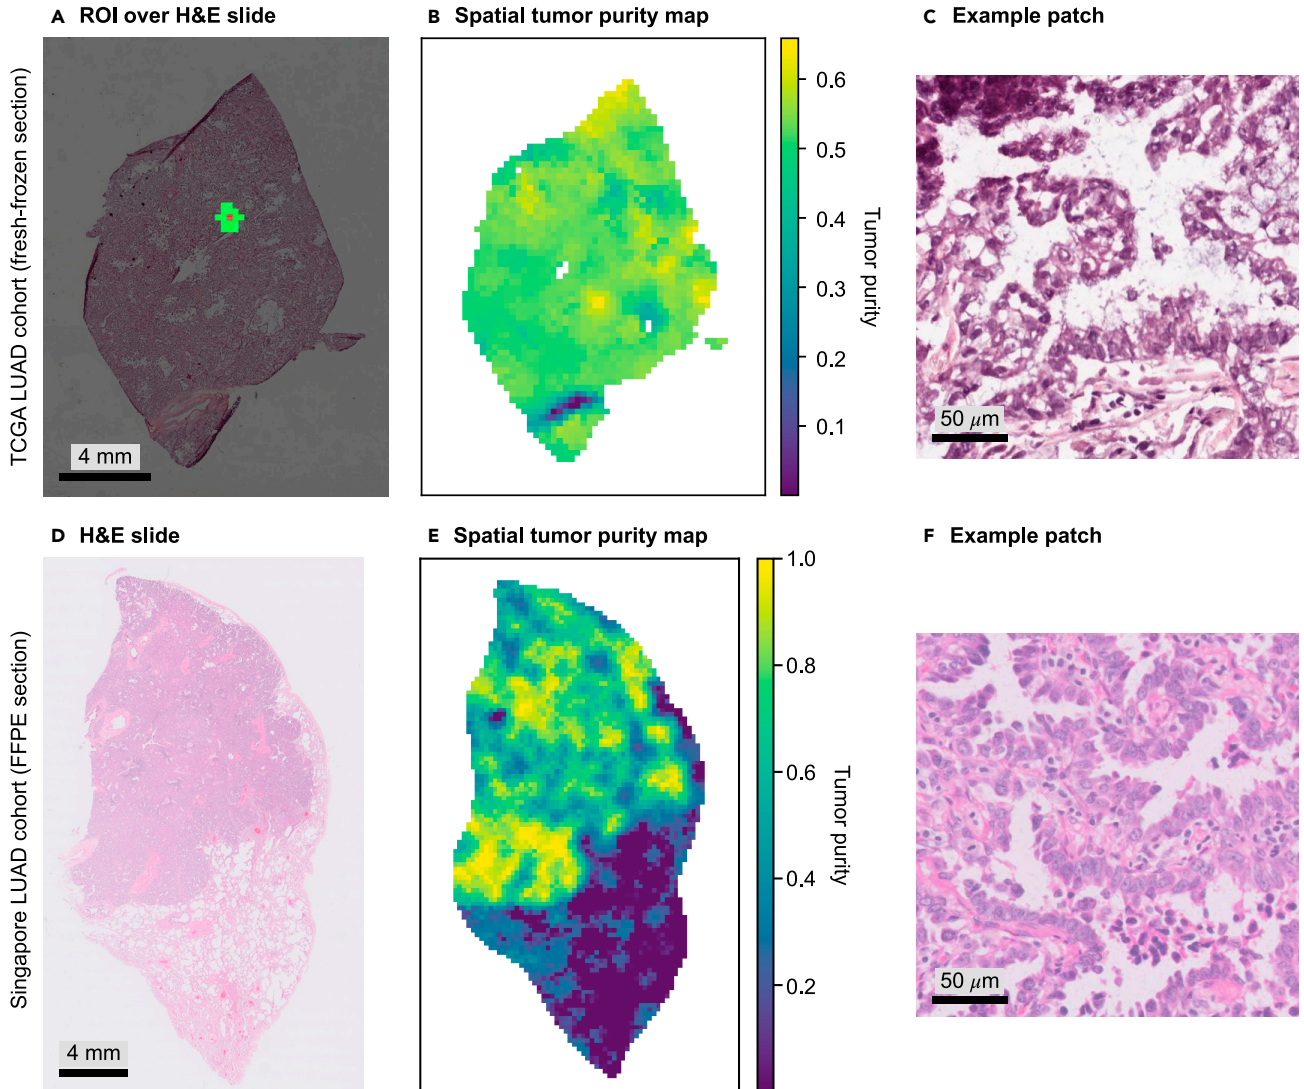 A ROI over H&E slide
B Spatial tumor purity map
C Example patch
TCGA LUAD cohort (fresh-frozen section)
4 mm
0.6
0.5
0.4
0.3
0.2
0.1
Tumor purity
50 μm
D H&E slide
E Spatial tumor purity map
F Example patch
Singapore LUAD cohort (FFPE section)
4 mm
1.0
0.8
0.6
0.4
0.2
Tumor purity
50 μm